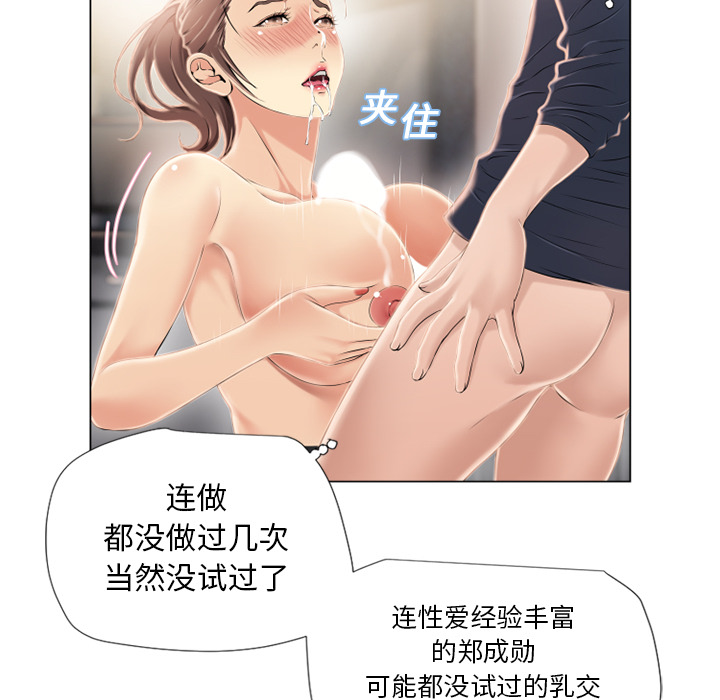 夹住
连做
都没做过几次
当然没试过了
连性爱经验丰富
的郑成勋
可能都没试过的乳交